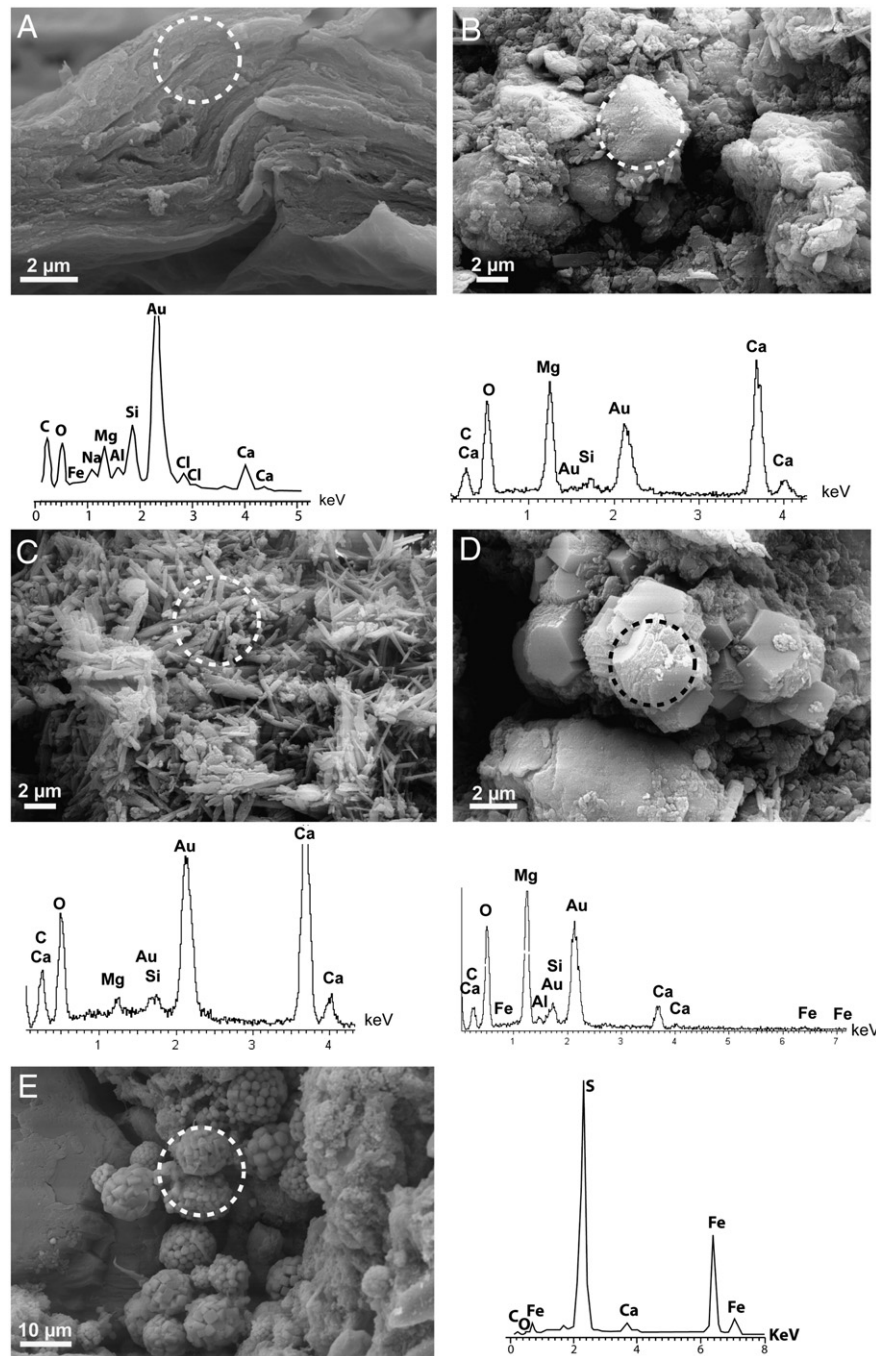 A
2 µm
B
2 µm
Au
C O Fe Na Mg Al Si Cl Cl Ca Ca
0 1 2 3 4 5 keV
C Ca O Mg Au Si Au Ca Ca
1 2 3 4 keV
C
2 µm
D
2 µm
C Ca O Mg Au Si Au Ca Ca
1 2 3 4 keV
C Ca O Fe Mg Al Si Au Au Ca Ca Fe Fe
1 2 3 4 5 6 7 keV
E
10 µm
S
C O Fe Ca Fe Fe
0 2 4 6 8 KeV